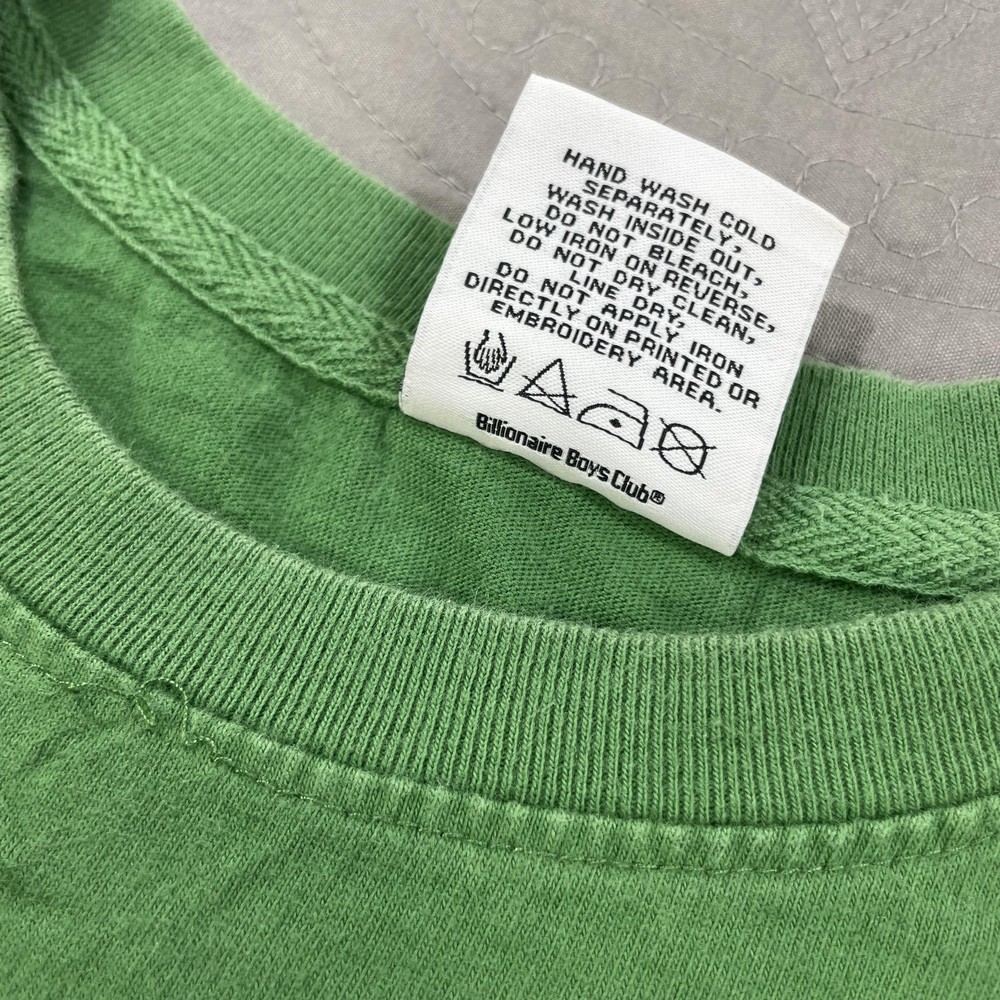 HAND WASH COLD
SEPARATELY,
WASH INSIDE OUT,
DO NOT BLEACH,
LOW IRON ON REVERSE,
DO NOT DRY CLEAN,
LINE DRY,
DO NOT APPLY IRON
DIRECTLY ON PRINTED OR
EMBROIDERY AREA.
Billionaire Boys Club®